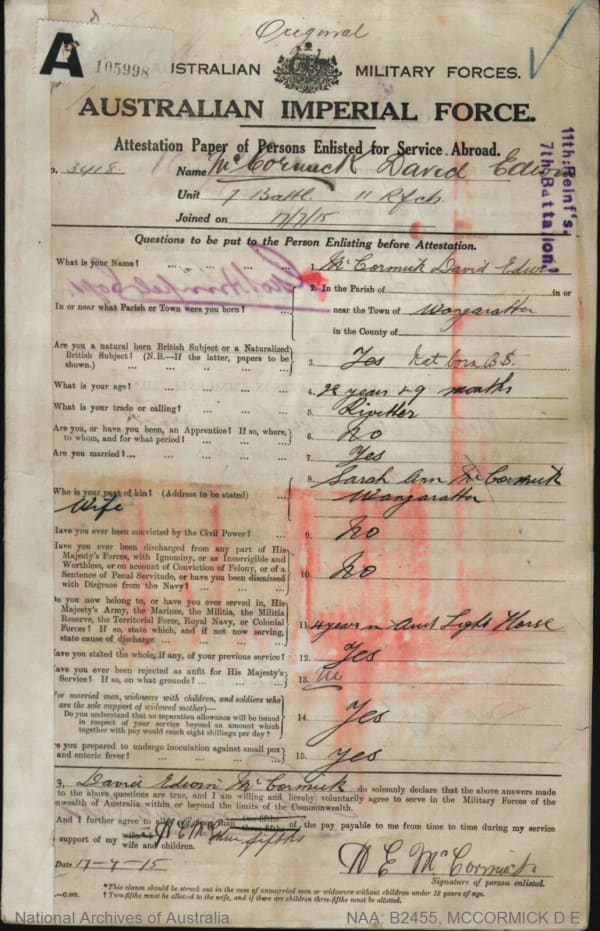 Original
A 105998
USTRALIAN MILITARY FORCES.
AUSTRALIAN IMPERIAL FORCE.
Attestation Paper of Persons Enlisted for Service Abroad.
o. 3418. Name McCormick David Edwin
Unit 7 Battl. 11 Rfch.
Joined on 17/7/15
11th: Reinf's.
7th Battalion
Questions to be put to the Person Enlisting before Attestation.
What is your Name? ... ... ... 1. McCormick David Edwi
In or near what Parish or Town were you born? ... 2. In the Parish of in or
near the Town of Wangaratta
in the County of
Are you a natural born British Subject or a Naturalized
British Subject? (N.B.—If the latter, papers to be
shown.) ... ... ... ... 3. Yes Nat born B.S.
What is your age? ... ... ... 4. 22 years + 9 months
What is your trade or calling? ... ... ... 5. Rivetter
Are you, or have you been, an Apprentice? If so, where,
to whom, and for what period? ... ... ... 6. No
Are you married?... ... ... ... 7. Yes
Who is your next of kin? (Address to be stated) ... 8. Sarah Ann McCormick
Wangaratta
Wife
Have you ever been convicted by the Civil Power? ... 9. No
Have you ever been discharged from any part of His
Majesty's Forces, with Ignominy, or as Incorrigible and
Worthless, or on account of Conviction of Felony, or of a
Sentence of Penal Servitude, or have you been dismissed
with Disgrace from the Navy? ... ... ... 10. No
Do you now belong to, or have you ever served in, His
Majesty's Army, the Marines, the Militia, the Militia
Reserve, the Territorial Force, Royal Navy, or Colonial
Forces? If so, state which, and if not now serving,
state cause of discharge ... ... ... 11. 4 year in Aust Light Horse
ave you stated the whole, if any, of your previous service? 12. Yes
ave you ever been rejected as unfit for His Majesty's
Service? If so, on what grounds? ... ... 13. No
For married men, widowers with children, and soldiers who
are the sole support of widowed mother)—
Do you understand that no separation allowance will be issued
in respect of your service beyond an amount which
together with pay would reach eight shillings per day? 14. Yes
re you prepared to undergo inoculation against small pox
and enteric fever? ... ... ... 15. Yes
I, David Edwin McCormick do solemnly declare that the above answers made
to the above questions are true, and I am willing and hereby voluntarily agree to serve in the Military Forces of the
nwealth of Australia within or beyond the limits of the Commonwealth.
And I further agree to allot not less than two-fifths
three-fifths of the pay payable to me from time to time during my service
support of my wife D E McC three fifths
wife and children.
Date 17-7-15
D E McCormick
Signature of person enlisted.
*This clause should be struck out in the case of unmarried men or widowers without children under 18 years of age.
† Two-fifths must be allotted to the wife, and if there are children three-fifths must be allotted.
National Archives of Australia NAA: B2455, MCCORMICK D E